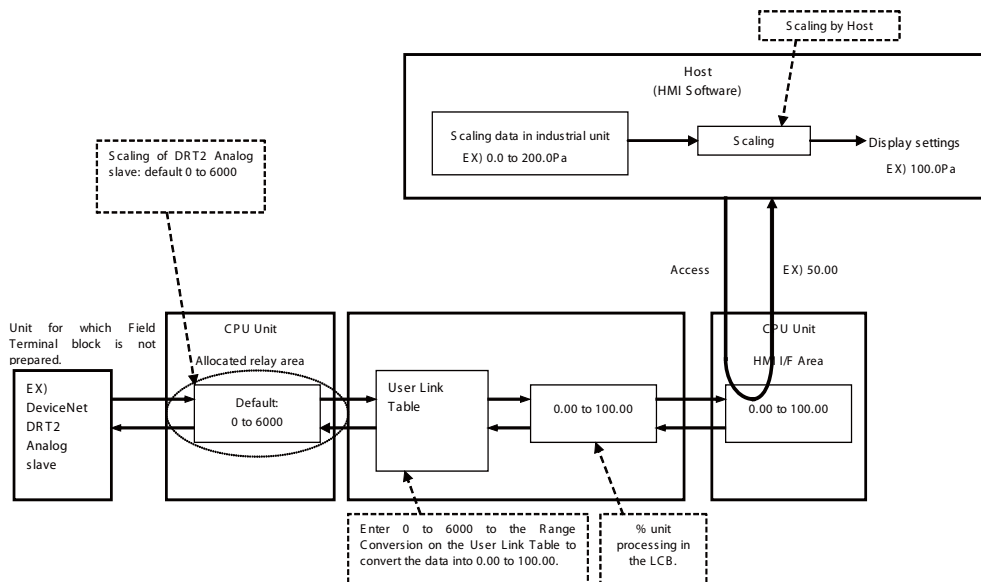 Scaling by Host
Host
(HMI Software)
Scaling data in industrial unit
EX) 0.0 to 200.0Pa
Scaling
Display settings
EX) 100.0Pa
Scaling of DRT2 Analog
slave: default 0 to 6000
Access
EX) 50.00
Unit for which Field
Terminal block is not
prepared.
CPU Unit
Allocated relay area
CPU Unit
HMI I/F Area
EX)
DeviceNet
DRT2
Analog
slave
Default:
0 to 6000
User Link
Table
0.00 to 100.00
0.00 to 100.00
Enter 0 to 6000 to the Range
Conversion on the User Link Table to
convert the data into 0.00 to 100.00.
% unit
processing in
the LCB.